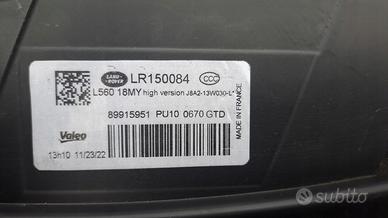 LAND ROVER
LR150084
CCC
L560 18MY high version J8A2-13W030-L
89915951 PU10 0670 GTD
Valeo
13h10 11/23/22
MADE IN FRANCE
subito